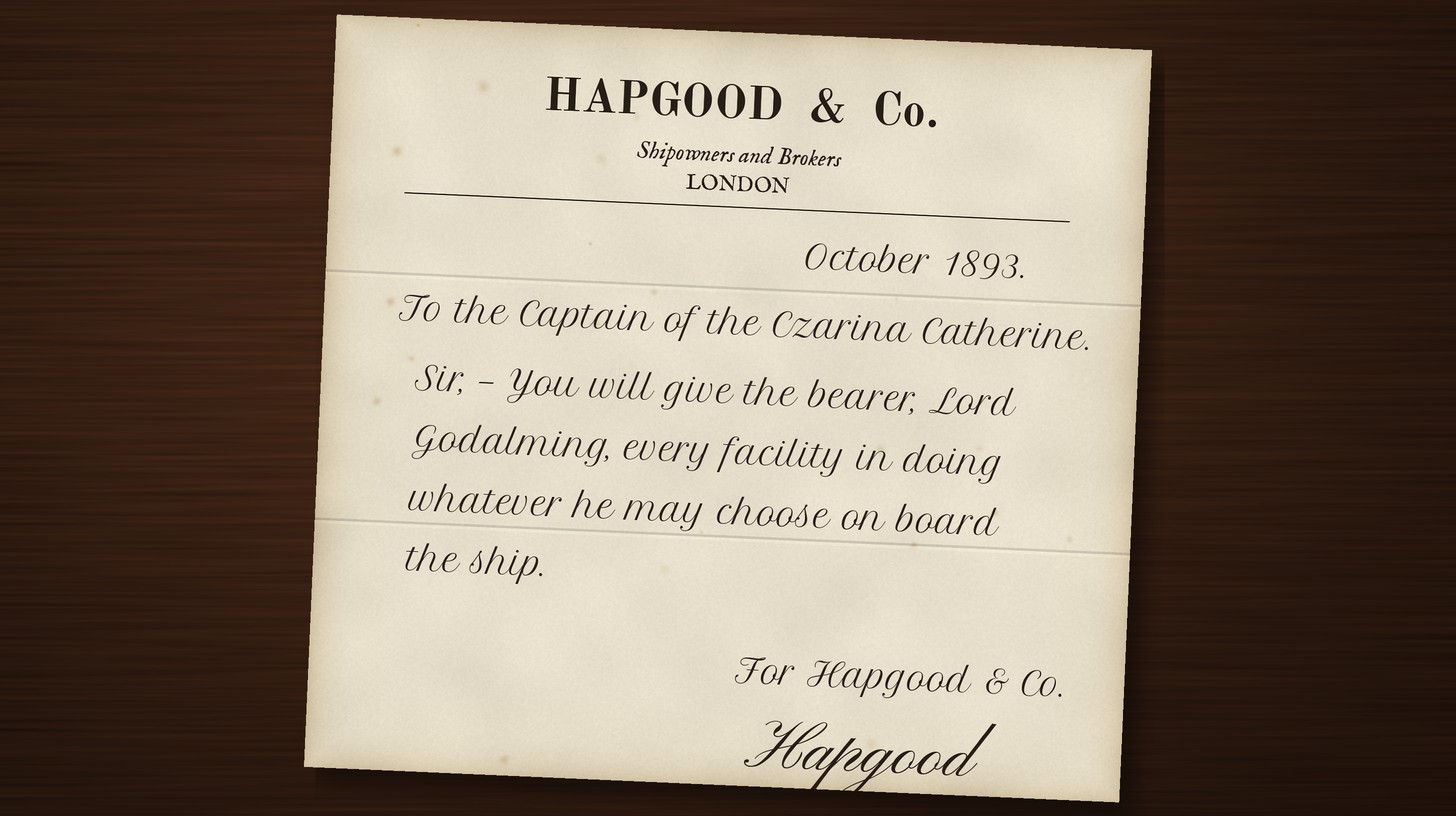 HAPGOOD & Co.
Shipowners and Brokers
LONDON
October 1893.
To the Captain of the Czarina Catherine.
Sir, – You will give the bearer, Lord
Godalming, every facility in doing
whatever he may choose on board
the ship.
For Hapgood & Co.
Hapgood